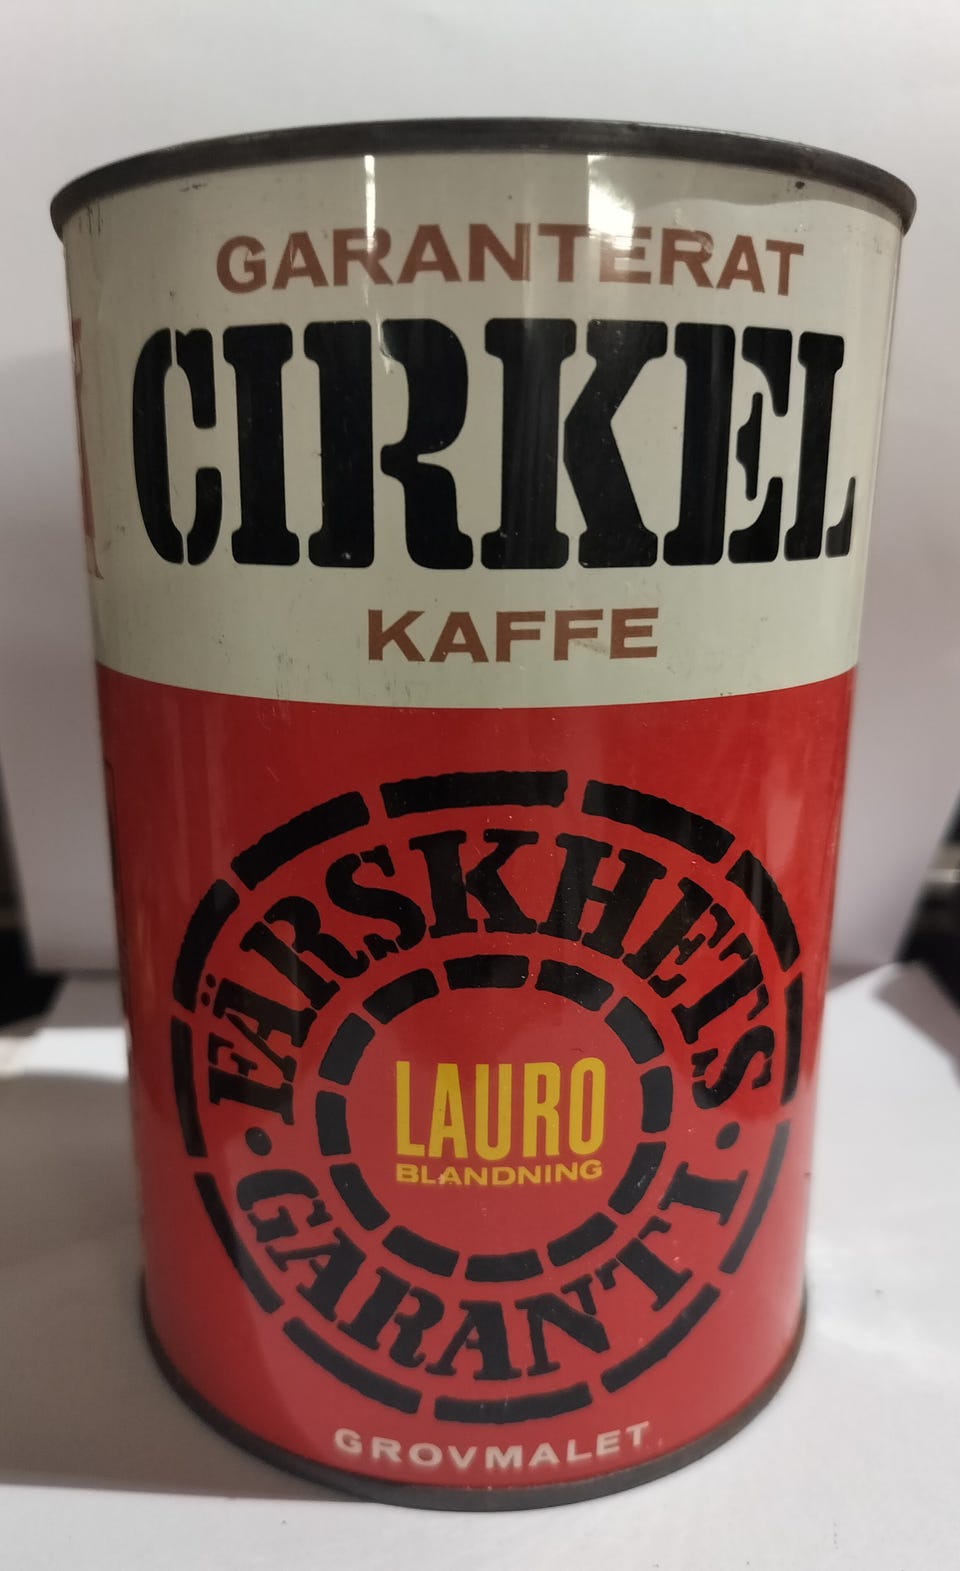 GARANTERAT
CIRKEL
KAFFE
FÄRSKHETS
LAURO
BLANDNING
· GARANTI ·
GROVMALET